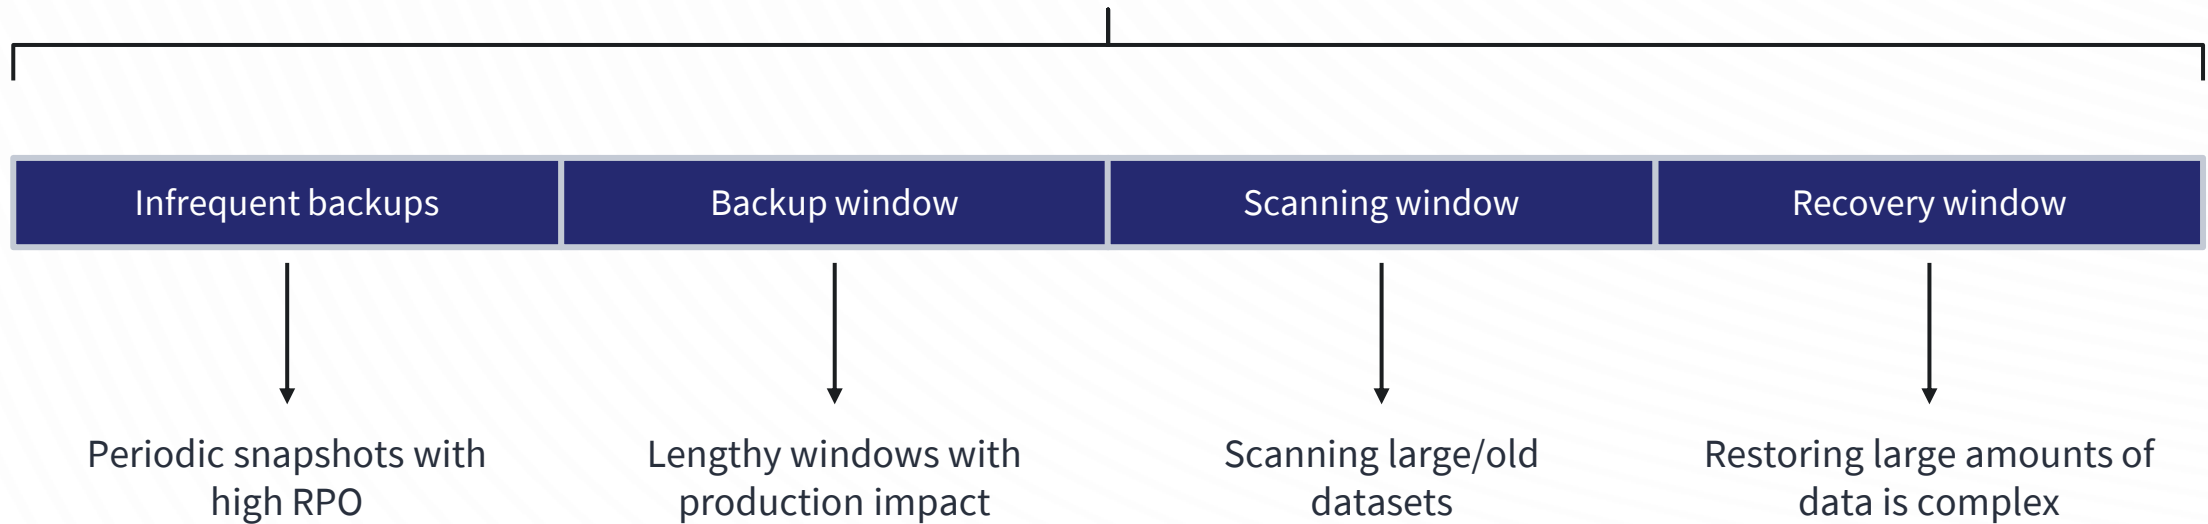 Infrequent backups
Backup window
Scanning window
Recovery window
Periodic snapshots with
high RPO
Lengthy windows with
production impact
Scanning large/old
datasets
Restoring large amounts of
data is complex